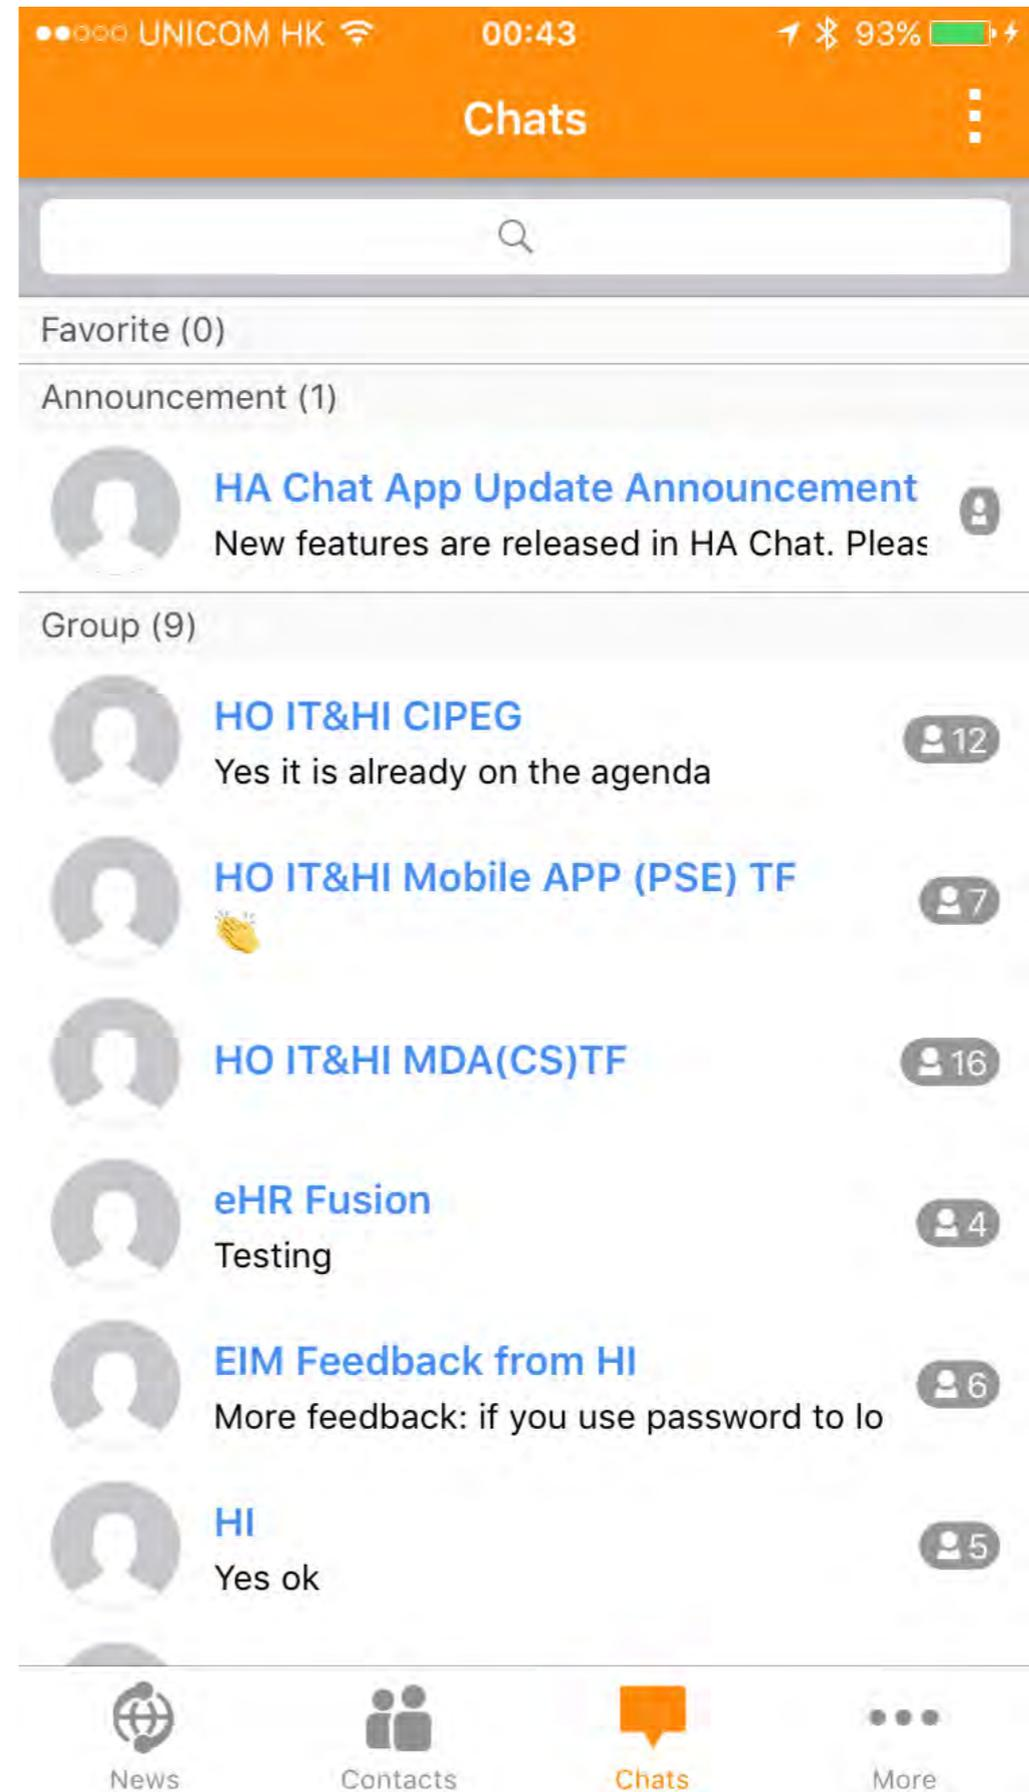 UNICOM HK 00:43 93%
Chats
Favorite (0)
Announcement (1)
HA Chat App Update Announcement
New features are released in HA Chat. Pleas
Group (9)
HO IT&HI CIPEG
12
Yes it is already on the agenda
HO IT&HI Mobile APP (PSE) TF
7
👏
HO IT&HI MDA(CS)TF
16
eHR Fusion
4
Testing
EIM Feedback from HI
6
More feedback: if you use password to lo
HI
5
Yes ok
News Contacts Chats More